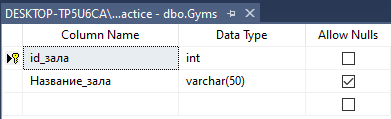 DESKTOP-TP5U6CA\...actice - dbo.Gyms
Column Name Data Type Allow Nulls
id_зала int
Название_зала varchar(50)